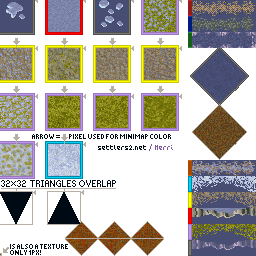 ARROW = PIXEL USED FOR MINIMAP COLOR
settlers2.net / Merri
32×32 TRIANGLES OVERLAP
IS ALSO A TEXTURE
ONLY 1PX!